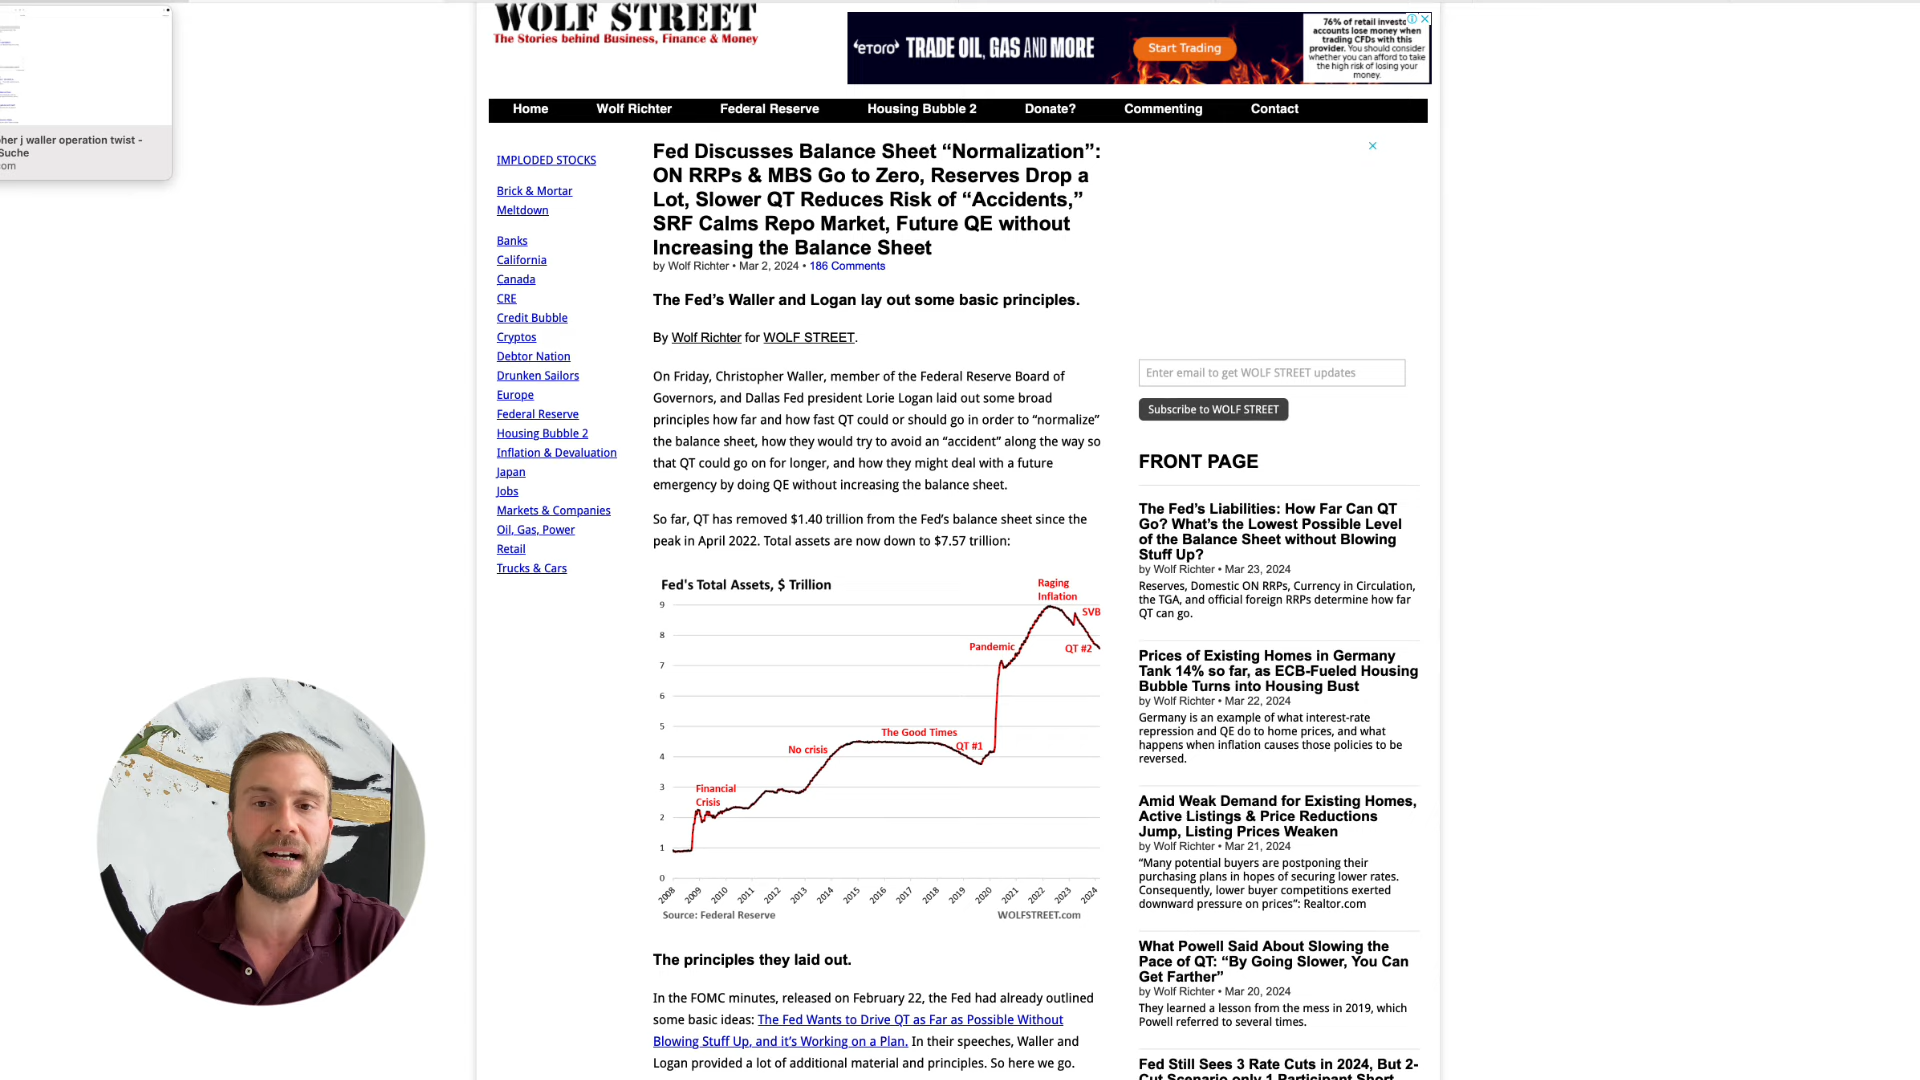 WOLF STREET
The Stories behind Business, Finance & Money
eTORO TRADE OIL, GAS AND MORE
Start Trading
76% of retail investor
accounts lose money when
trading CFDs with this
provider. You should consider
whether you can afford to take
the high risk of losing your
money.
Home Wolf Richter Federal Reserve Housing Bubble 2 Donate? Commenting Contact
her j waller operation twist -
Suche
om
IMPLODED STOCKS
Brick & Mortar
Meltdown
Banks
California
Canada
CRE
Credit Bubble
Cryptos
Debtor Nation
Drunken Sailors
Europe
Federal Reserve
Housing Bubble 2
Inflation & Devaluation
Japan
Jobs
Markets & Companies
Oil, Gas, Power
Retail
Trucks & Cars
Fed Discusses Balance Sheet “Normalization”:
ON RRPs & MBS Go to Zero, Reserves Drop a
Lot, Slower QT Reduces Risk of “Accidents,”
SRF Calms Repo Market, Future QE without
Increasing the Balance Sheet
by Wolf Richter • Mar 2, 2024 • 186 Comments
The Fed’s Waller and Logan lay out some basic principles.
By Wolf Richter for WOLF STREET.
On Friday, Christopher Waller, member of the Federal Reserve Board of
Governors, and Dallas Fed president Lorie Logan laid out some broad
principles how far and how fast QT could or should go in order to “normalize”
the balance sheet, how they would try to avoid an “accident” along the way so
that QT could go on for longer, and how they might deal with a future
emergency by doing QE without increasing the balance sheet.
So far, QT has removed $1.40 trillion from the Fed’s balance sheet since the
peak in April 2022. Total assets are now down to $7.57 trillion:
Fed's Total Assets, $ Trillion
Raging
Inflation
SVB
QT #2
Pandemic
The Good Times
QT #1
No crisis
Financial
Crisis
9
8
7
6
5
4
3
2
1
0
2008 2009 2010 2011 2012 2013 2014 2015 2016 2017 2018 2019 2020 2021 2022 2023 2024
Source: Federal Reserve WOLFSTREET.com
The principles they laid out.
In the FOMC minutes, released on February 22, the Fed had already outlined
some basic ideas: The Fed Wants to Drive QT as Far as Possible Without
Blowing Stuff Up, and it’s Working on a Plan. In their speeches, Waller and
Logan provided a lot of additional material and principles. So here we go.
Enter email to get WOLF STREET updates
Subscribe to WOLF STREET
FRONT PAGE
The Fed’s Liabilities: How Far Can QT
Go? What’s the Lowest Possible Level
of the Balance Sheet without Blowing
Stuff Up?
by Wolf Richter • Mar 23, 2024
Reserves, Domestic ON RRPs, Currency in Circulation,
the TGA, and official foreign RRPs determine how far
QT can go.
Prices of Existing Homes in Germany
Tank 14% so far, as ECB-Fueled Housing
Bubble Turns into Housing Bust
by Wolf Richter • Mar 22, 2024
Germany is an example of what interest-rate
repression and QE do to home prices, and what
happens when inflation causes those policies to be
reversed.
Amid Weak Demand for Existing Homes,
Active Listings & Price Reductions
Jump, Listing Prices Weaken
by Wolf Richter • Mar 21, 2024
“Many potential buyers are postponing their
purchasing plans in hopes of securing lower rates.
Consequently, lower buyer competitions exerted
downward pressure on prices”: Realtor.com
What Powell Said About Slowing the
Pace of QT: “By Going Slower, You Can
Get Farther”
by Wolf Richter • Mar 20, 2024
They learned a lesson from the mess in 2019, which
Powell referred to several times.
Fed Still Sees 3 Rate Cuts in 2024, But 2-
Cut Scenario only 1 Participant Short